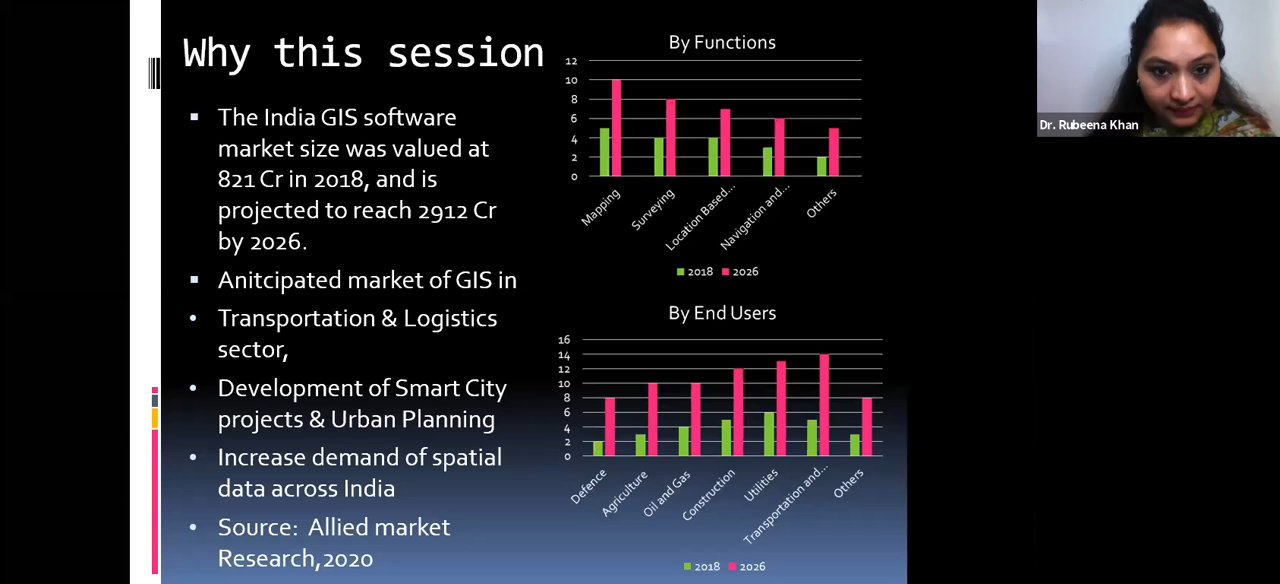 Why this session
The India GIS software
market size was valued at
821 Cr in 2018, and is
projected to reach 2912 Cr
by 2026.
Anitcipated market of GIS in
Transportation & Logistics
sector,
Development of Smart City
projects & Urban Planning
Increase demand of spatial
data across India
Source: Allied market
Research,2020
By Functions
12
10
8
6
4
2
0
Mapping
Surveying
Location Based...
Navigation and...
Others
2018 2026
By End Users
16
14
12
10
8
6
4
2
0
Defence
Agriculture
Oil and Gas
Construction
Utilities
Transportation and...
Others
2018 2026
Dr. Rubeena Khan